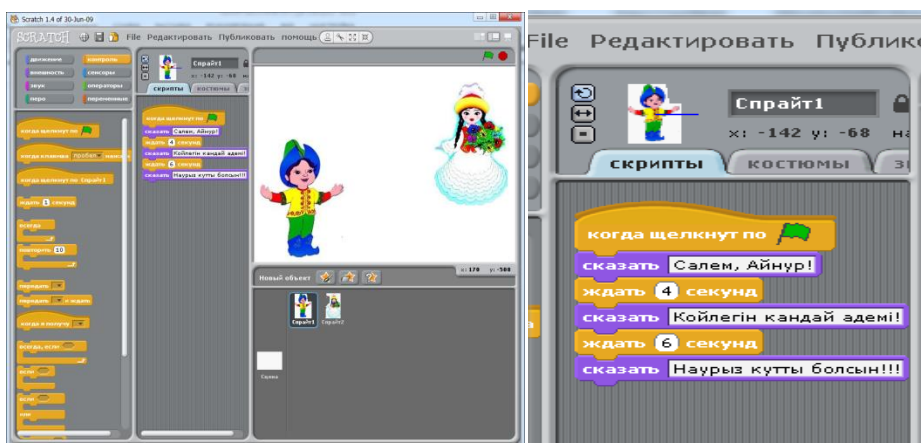 Scratch 1.4 of 30-Jun-09
SCRATCH File Редактировать Публиковать помощь
движение контроль
внешность сенсоры
звук операторы
перо переменные
когда щелкнут по
когда клавиша пробел нажата
когда щелкнут по Спрайт1
ждать 1 секунд
всегда
повторить 10
передать
передать и ждать
когда я получу
всегда, если
если
если
или
Спрайт1
x: -142 y: -68
скрипты костюмы
когда щелкнут по
сказать Салем, Айнур!
ждать 4 секунд
сказать Койлегін кандай адемі!
ждать 6 секунд
сказать Наурыз кутты болсын!!!
Новый объект
x: 170 y: -500
Спрайт1 Спрайт2
Сцена
File Редактировать Публик
Спрайт1
x: -142 y: -68
скрипты костюмы
когда щелкнут по
сказать Салем, Айнур!
ждать 4 секунд
сказать Койлегін кандай адемі!
ждать 6 секунд
сказать Наурыз кутты болсын!!!